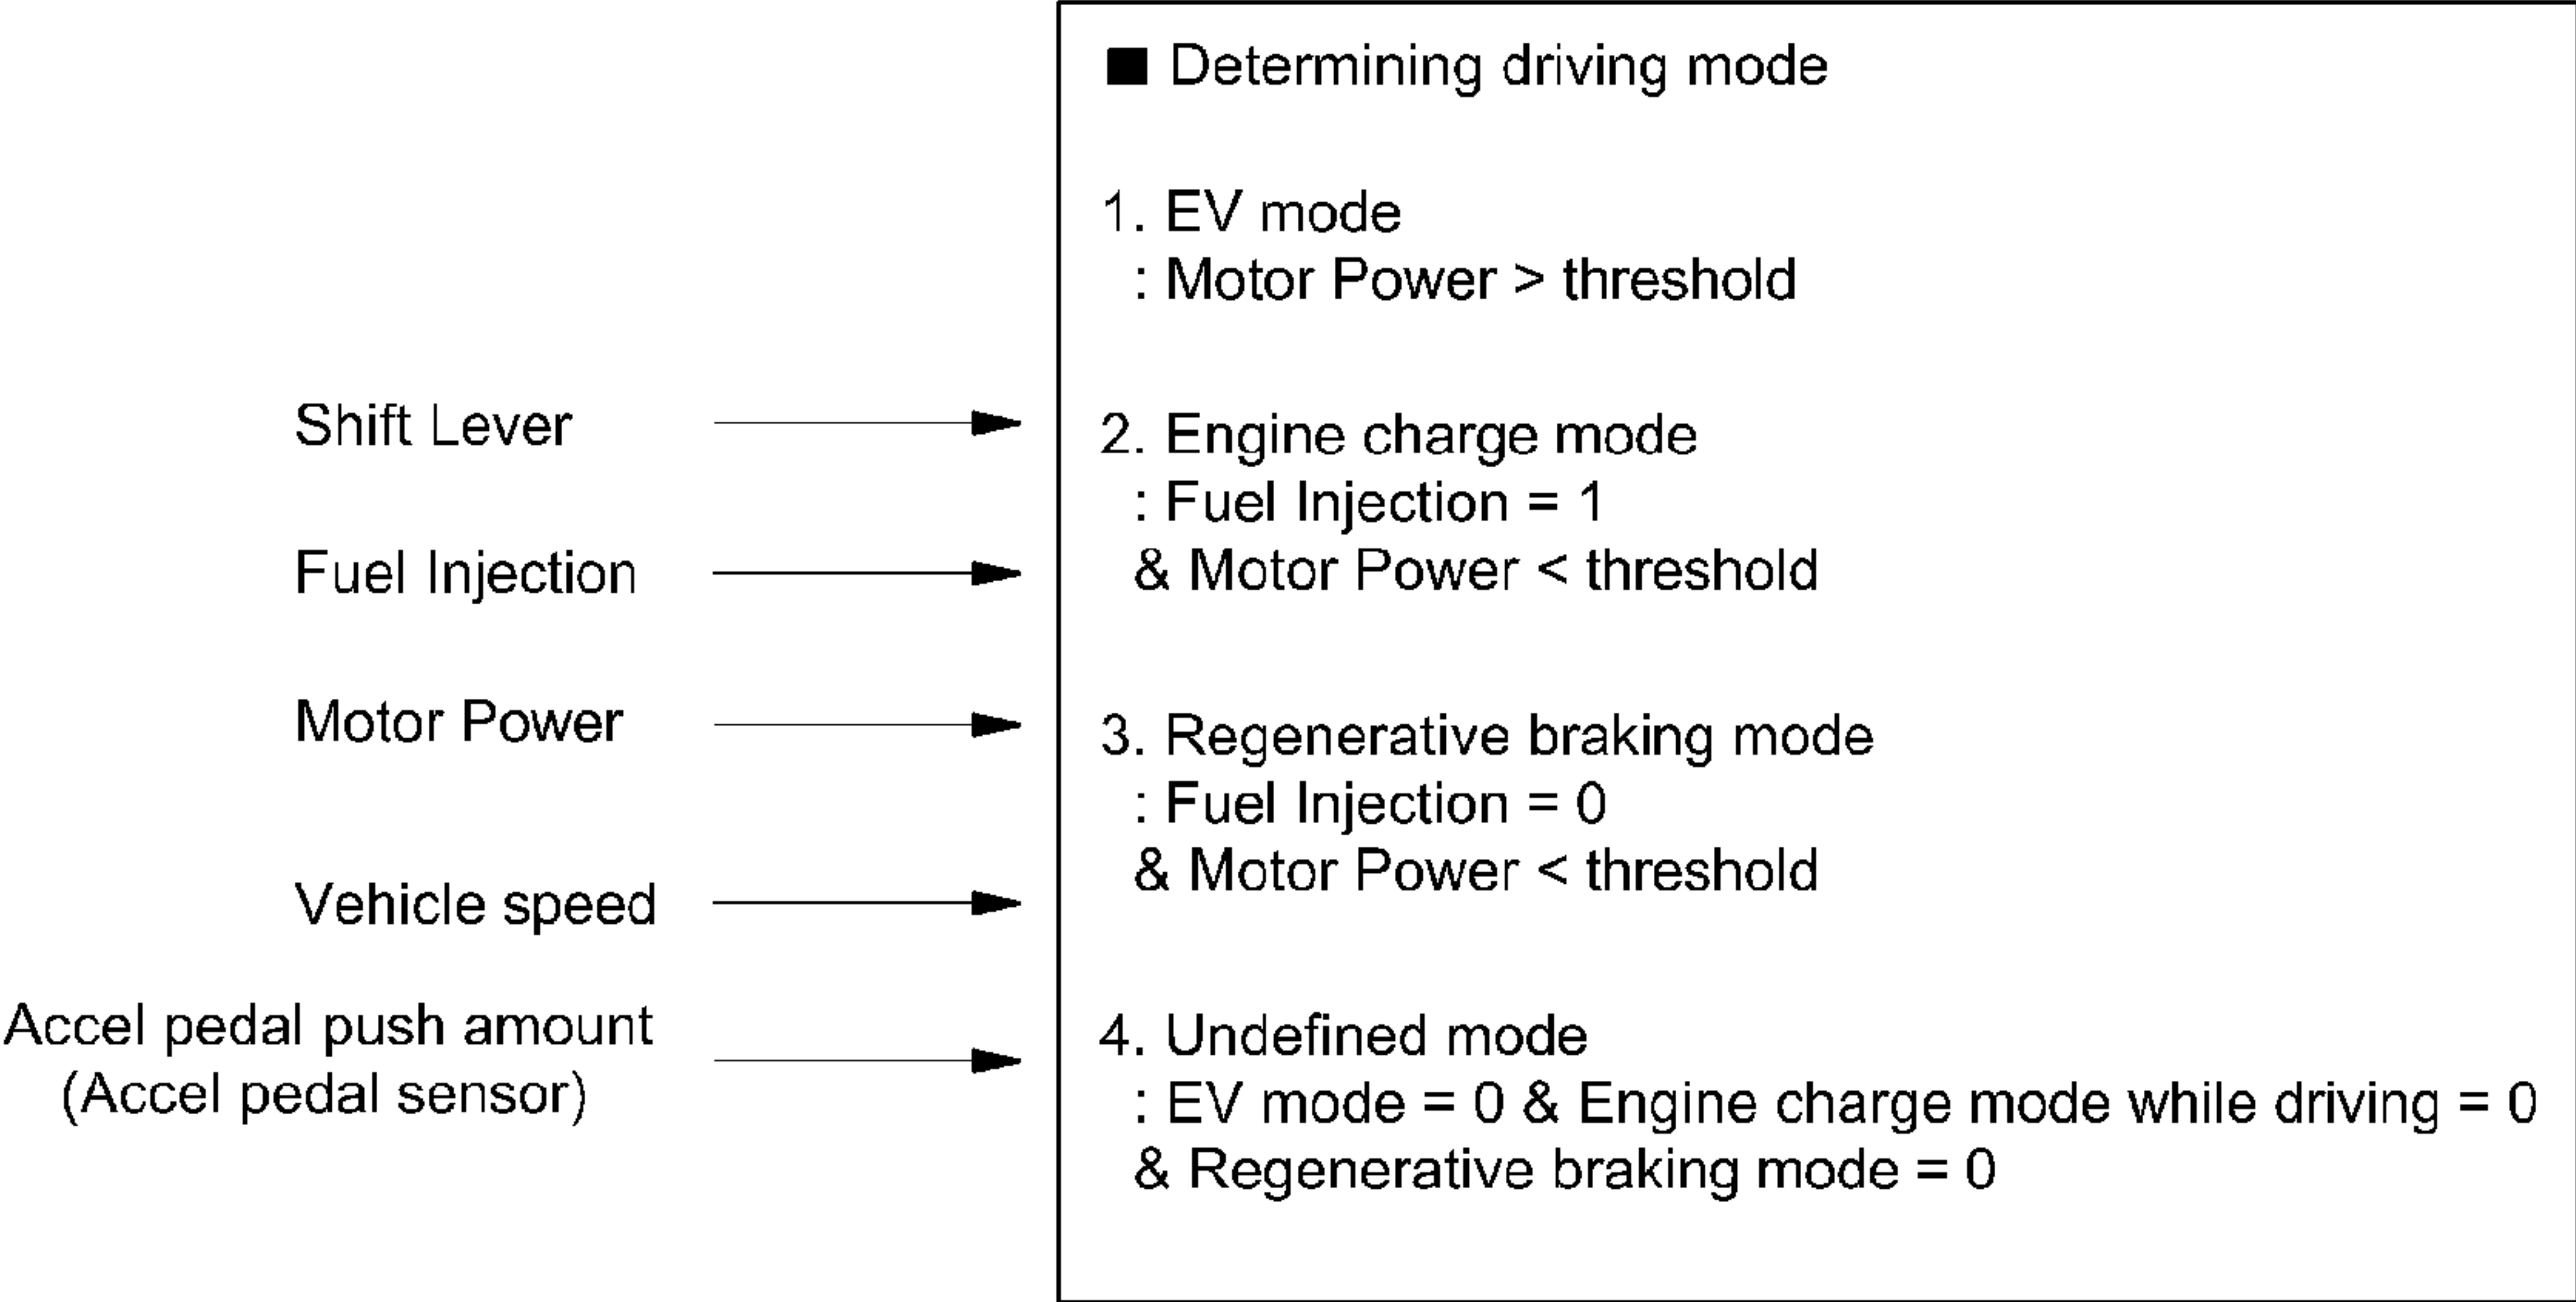 ■ Determining driving mode
1. EV mode
: Motor Power > threshold
Shift Lever
2. Engine charge mode
: Fuel Injection = 1
& Motor Power < threshold
Fuel Injection
Motor Power
3. Regenerative braking mode
: Fuel Injection = 0
& Motor Power < threshold
Vehicle speed
Accel pedal push amount
(Accel pedal sensor)
4. Undefined mode
: EV mode = 0 & Engine charge mode while driving = 0
& Regenerative braking mode = 0